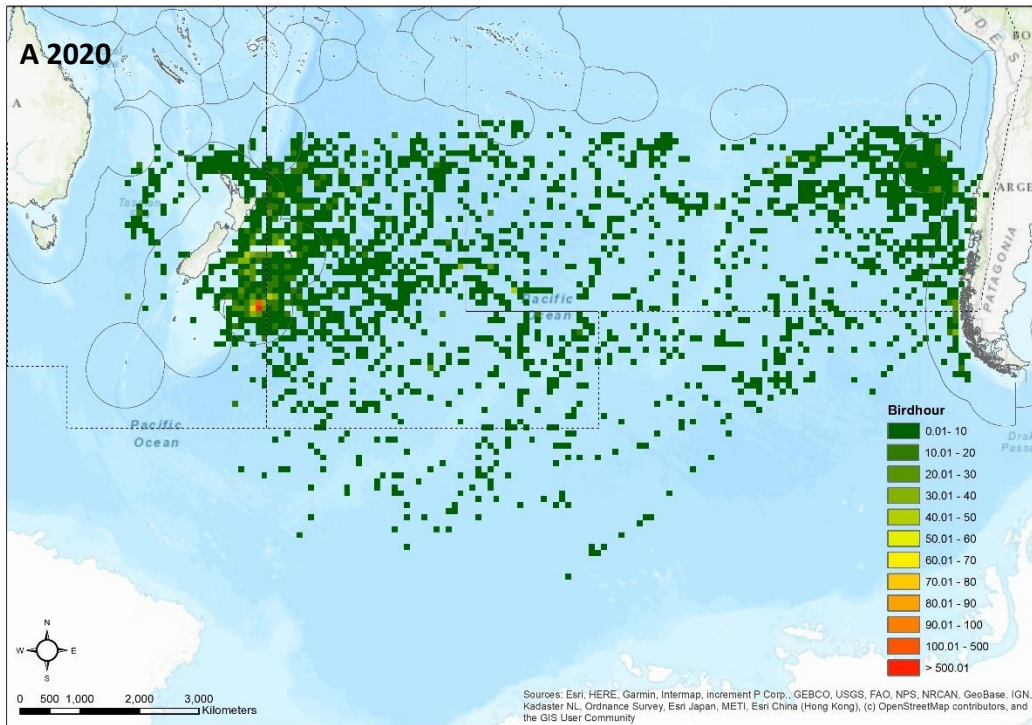 A 2020
A
NDES
BO
Tasman
ARGE
PATAGONIA
Pacific
Ocean
Pacific
Ocean
Birdhour
0.01- 10
10.01 - 20
20.01 - 30
30.01 - 40
40.01 - 50
50.01 - 60
60.01 - 70
70.01 - 80
80.01 - 90
90.01 - 100
100.01 - 500
> 500.01
Drak
Passag
N
W E
S
0 500 1,000 2,000 3,000
Kilometers
Sources: Esri, HERE, Garmin, Intermap, increment P Corp., GEBCO, USGS, FAO, NPS, NRCAN, GeoBase, IGN,
Kadaster NL, Ordnance Survey, Esri Japan, METI, Esri China (Hong Kong), (c) OpenStreetMap contributors, and
the GIS User Community